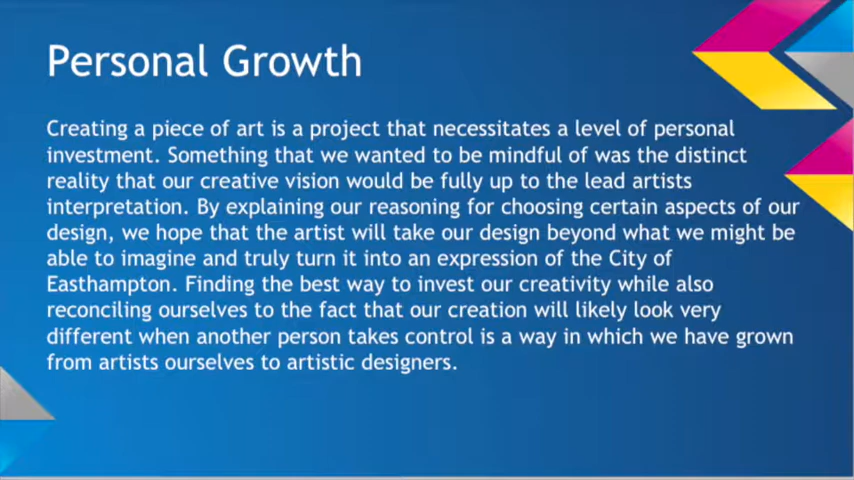 Personal Growth
Creating a piece of art is a project that necessitates a level of personal
investment. Something that we wanted to be mindful of was the distinct
reality that our creative vision would be fully up to the lead artists
interpretation. By explaining our reasoning for choosing certain aspects of our
design, we hope that the artist will take our design beyond what we might be
able to imagine and truly turn it into an expression of the City of
Easthampton. Finding the best way to invest our creativity while also
reconciling ourselves to the fact that our creation will likely look very
different when another person takes control is a way in which we have grown
from artists ourselves to artistic designers.